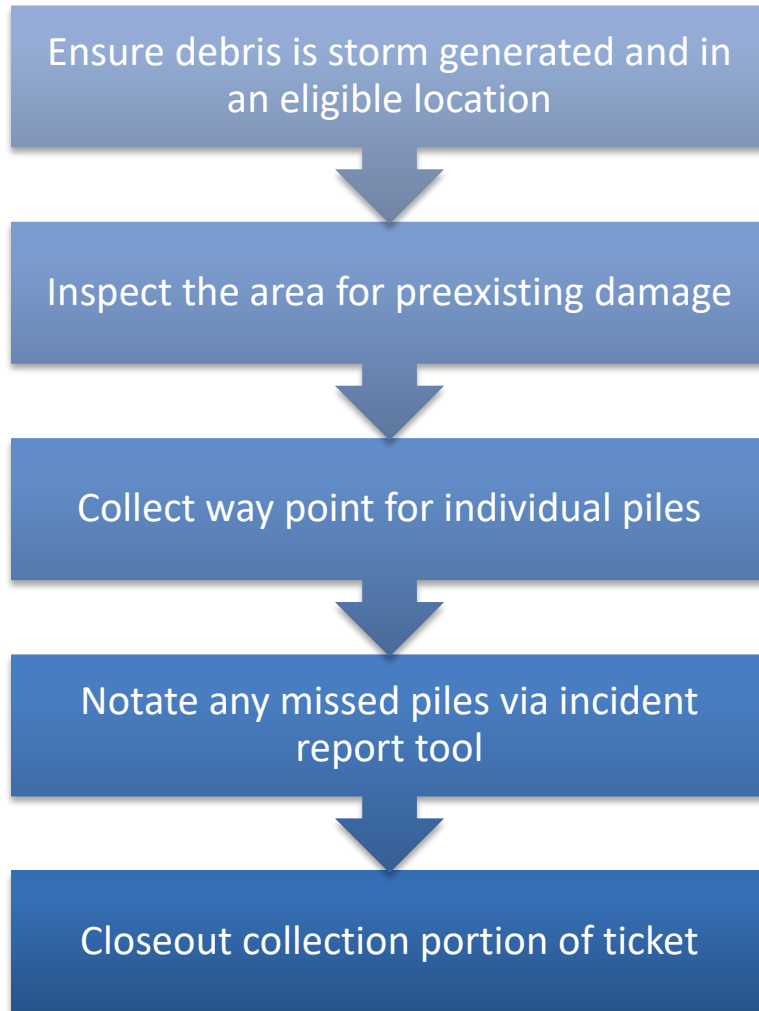 Ensure debris is storm generated and in
an eligible location
Inspect the area for preexisting damage
Collect way point for individual piles
Notate any missed piles via incident
report tool
Closeout collection portion of ticket